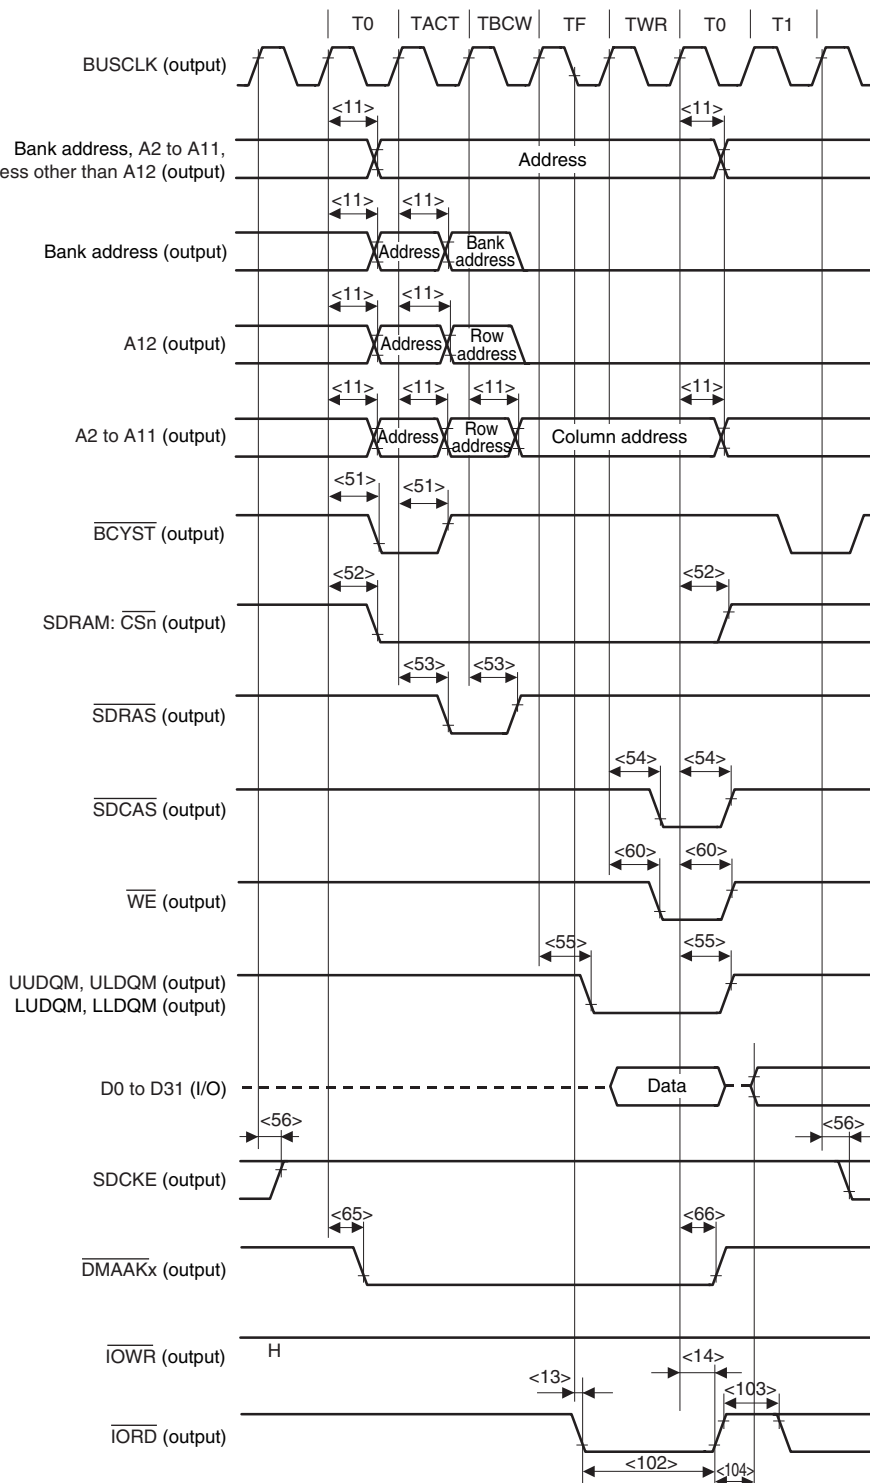 T0 TACT TBCW TF TWR T0 T1
BUSCLK (output)
<11> <11>
Bank address, A2 to A11,
ess other than A12 (output)
Address
<11> <11>
Bank address (output)
Address
Bank
address
<11> <11>
A12 (output)
Address
Row
address
<11> <11> <11> <11>
A2 to A11 (output)
Address
Row
address
Column address
<51> <51>
BCYST (output)
<52> <52>
SDRAM: CSn (output)
<53> <53>
SDRAS (output)
<54> <54>
SDCAS (output)
<60> <60>
WE (output)
<55> <55>
UUDQM, ULDQM (output)
LUDQM, LLDQM (output)
D0 to D31 (I/O)
Data
<56> <56>
SDCKE (output)
<65> <66>
DMAAKx (output)
IOWR (output)
H
<14>
<13>
<103>
IORD (output)
<102>
<104>